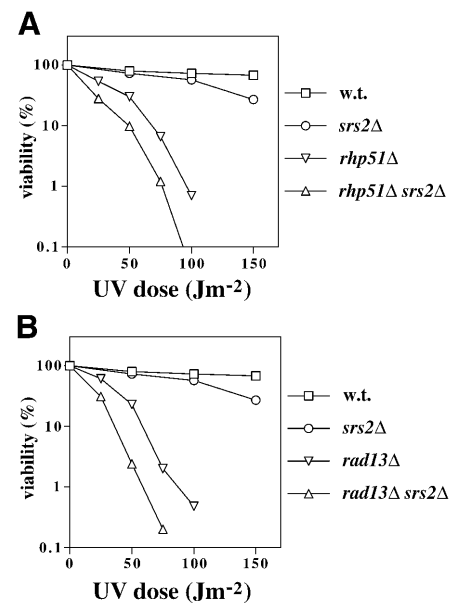 A
100
10
1
0.1
viability (%)
0
50
100
150
UV dose (Jm-2)
w.t.
srs2Δ
rhp51Δ
rhp51Δ srs2Δ
B
100
10
1
0.1
viability (%)
0
50
100
150
UV dose (Jm-2)
w.t.
srs2Δ
rad13Δ
rad13Δ srs2Δ